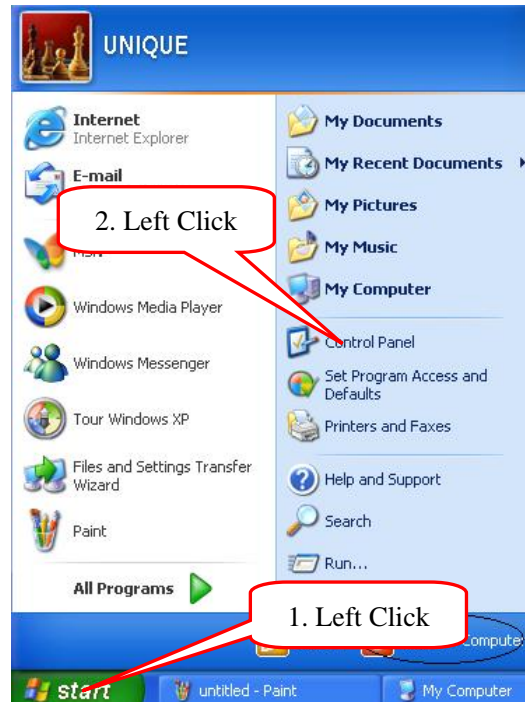 UNIQUE
Internet
Internet Explorer
E-mail
2. Left Click
MSN
Windows Media Player
Windows Messenger
Tour Windows XP
Files and Settings Transfer
Wizard
Paint
All Programs
My Documents
My Recent Documents
My Pictures
My Music
My Computer
Control Panel
Set Program Access and
Defaults
Printers and Faxes
Help and Support
Search
Run...
1. Left Click
Compute
start
untitled - Paint
My Computer